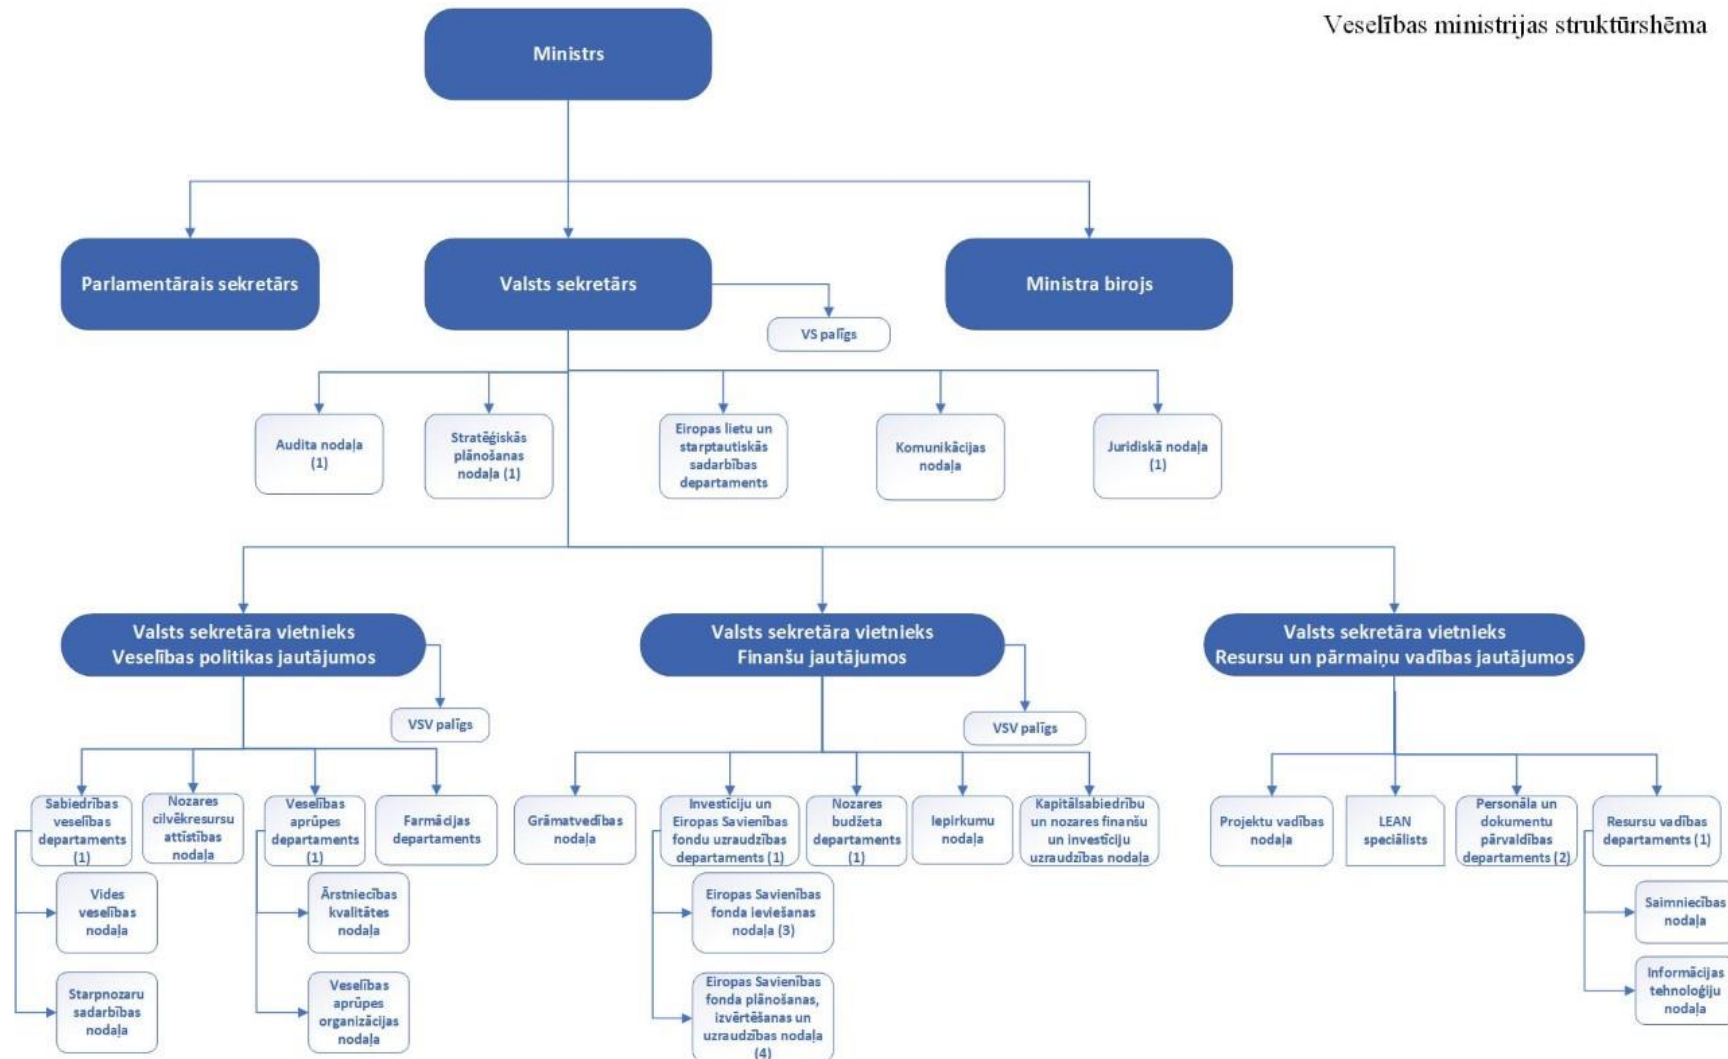 Veselības ministrijas struktūrshēma
Ministrs
Parlamentārais sekretārs
Valsts sekretārs
Ministra birojs
VS palīgs
Audita nodaļa
(1)
Stratēģiskās
plānošanas
nodaļa (1)
Eiropas lietu un
starptautiskās
sadarbības
departaments
Komunikācijas
nodaļa
Juridiskā nodaļa
(1)
Valsts sekretāra vietnieks
Veselības politikas jautājumos
Valsts sekretāra vietnieks
Finanšu jautājumos
Valsts sekretāra vietnieks
Resursu un pārmaiņu vadības jautājumos
VSV palīgs
VSV palīgs
Sabiedrības
veselības
departaments
(1)
Nozares
cilvēkresursu
attīstības
nodaļa
Veselības
aprūpes
departaments
(1)
Farmācijas
departaments
Grāmatvedības
nodaļa
Investīciju un
Eiropas Savienības
fondu uzraudzības
departaments (1)
Nozares
budžeta
departaments
(1)
Iepirkumu
nodaļa
Kapitālsabiedrību
un nozares finanšu
un investīciju
uzraudzības nodaļa
Projektu vadības
nodaļa
LEAN
speciālists
Personāla un
dokumentu
pārvaldības
departaments (2)
Resursu vadības
departaments (1)
Vides
veselības
nodaļa
Ārstniecības
kvalitātes
nodaļa
Eiropas Savienības
fonda ieviešanas
nodaļa (3)
Saimniecības
nodaļa
Starpnozaru
sadarbības
nodaļa
Veselības
aprūpes
organizācijas
nodaļa
Eiropas Savienības
fonda plānošanas,
izvērtēšanas un
uzraudzības nodaļa
(4)
Informācijas
tehnoloģiju
nodaļa